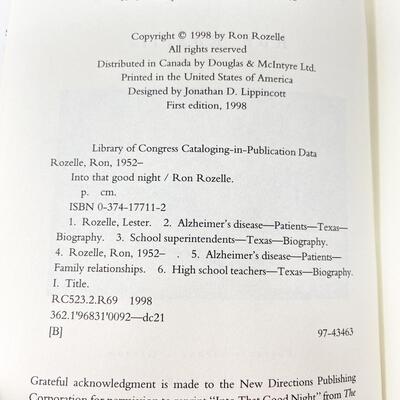 Copyright © 1998 by Ron Rozelle
All rights reserved
Distributed in Canada by Douglas & McIntyre Ltd.
Printed in the United States of America
Designed by Jonathan D. Lippincott
First edition, 1998
Library of Congress Cataloging-in-Publication Data
Rozelle, Ron, 1952–
Into that good night / Ron Rozelle.
p. cm.
ISBN 0-374-17711-2
1. Rozelle, Lester. 2. Alzheimer's disease—Patients—Texas—
Biography. 3. School superintendents—Texas—Biography.
4. Rozelle, Ron, 1952– . 5. Alzheimer's disease—Patients—
Family relationships. 6. High school teachers—Texas—Biography.
I. Title.
RC523.2.R69 1998
362.1'96831'0092—dc21
[B] 97-43463
Grateful acknowledgment is made to the New Directions Publishing
Corporation for permission to reprint "Into That Good Night" from The